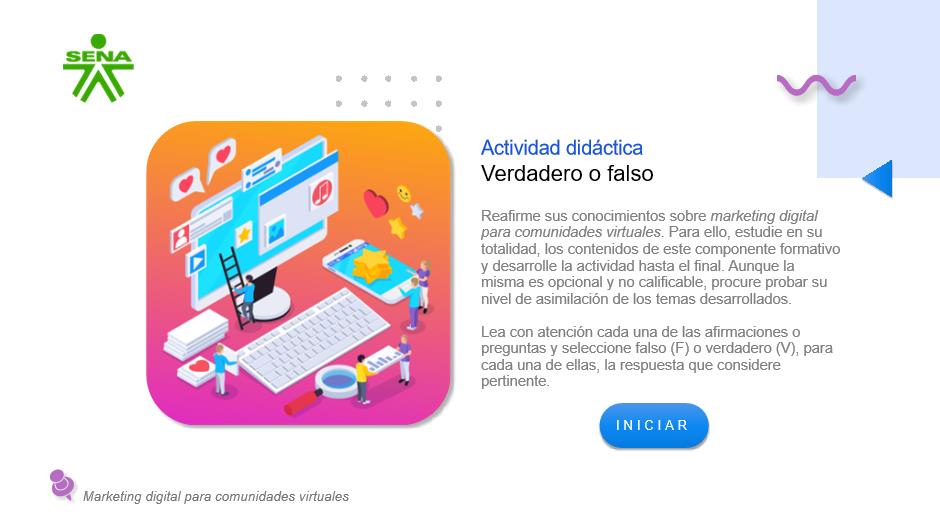 SENA
Actividad didáctica
Verdadero o falso
Reafirme sus conocimientos sobre marketing digital
para comunidades virtuales. Para ello, estudie en su
totalidad, los contenidos de este componente formativo
y desarrolle la actividad hasta el final. Aunque la
misma es opcional y no calificable, procure probar su
nivel de asimilación de los temas desarrollados.
Lea con atención cada una de las afirmaciones o
preguntas y seleccione falso (F) o verdadero (V), para
cada una de ellas, la respuesta que considere
pertinente.
INICIAR
Marketing digital para comunidades virtuales